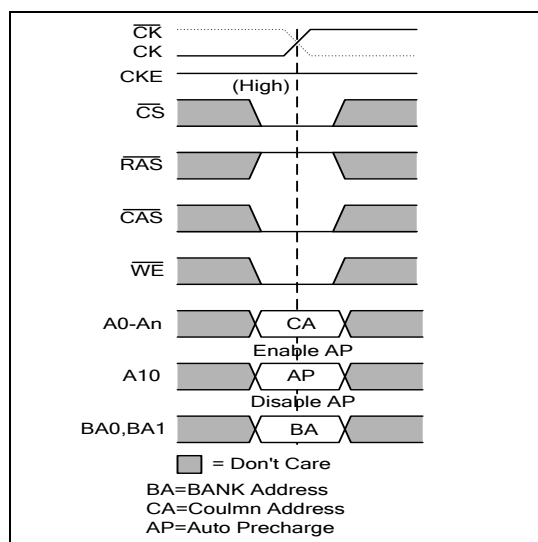 CK
CK
CKE
(High)
CS
RAS
CAS
WE
A0-An
CA
Enable AP
A10
AP
Disable AP
BA0,BA1
BA
= Don't Care
BA=BANK Address
CA=Coulmn Address
AP=Auto Precharge